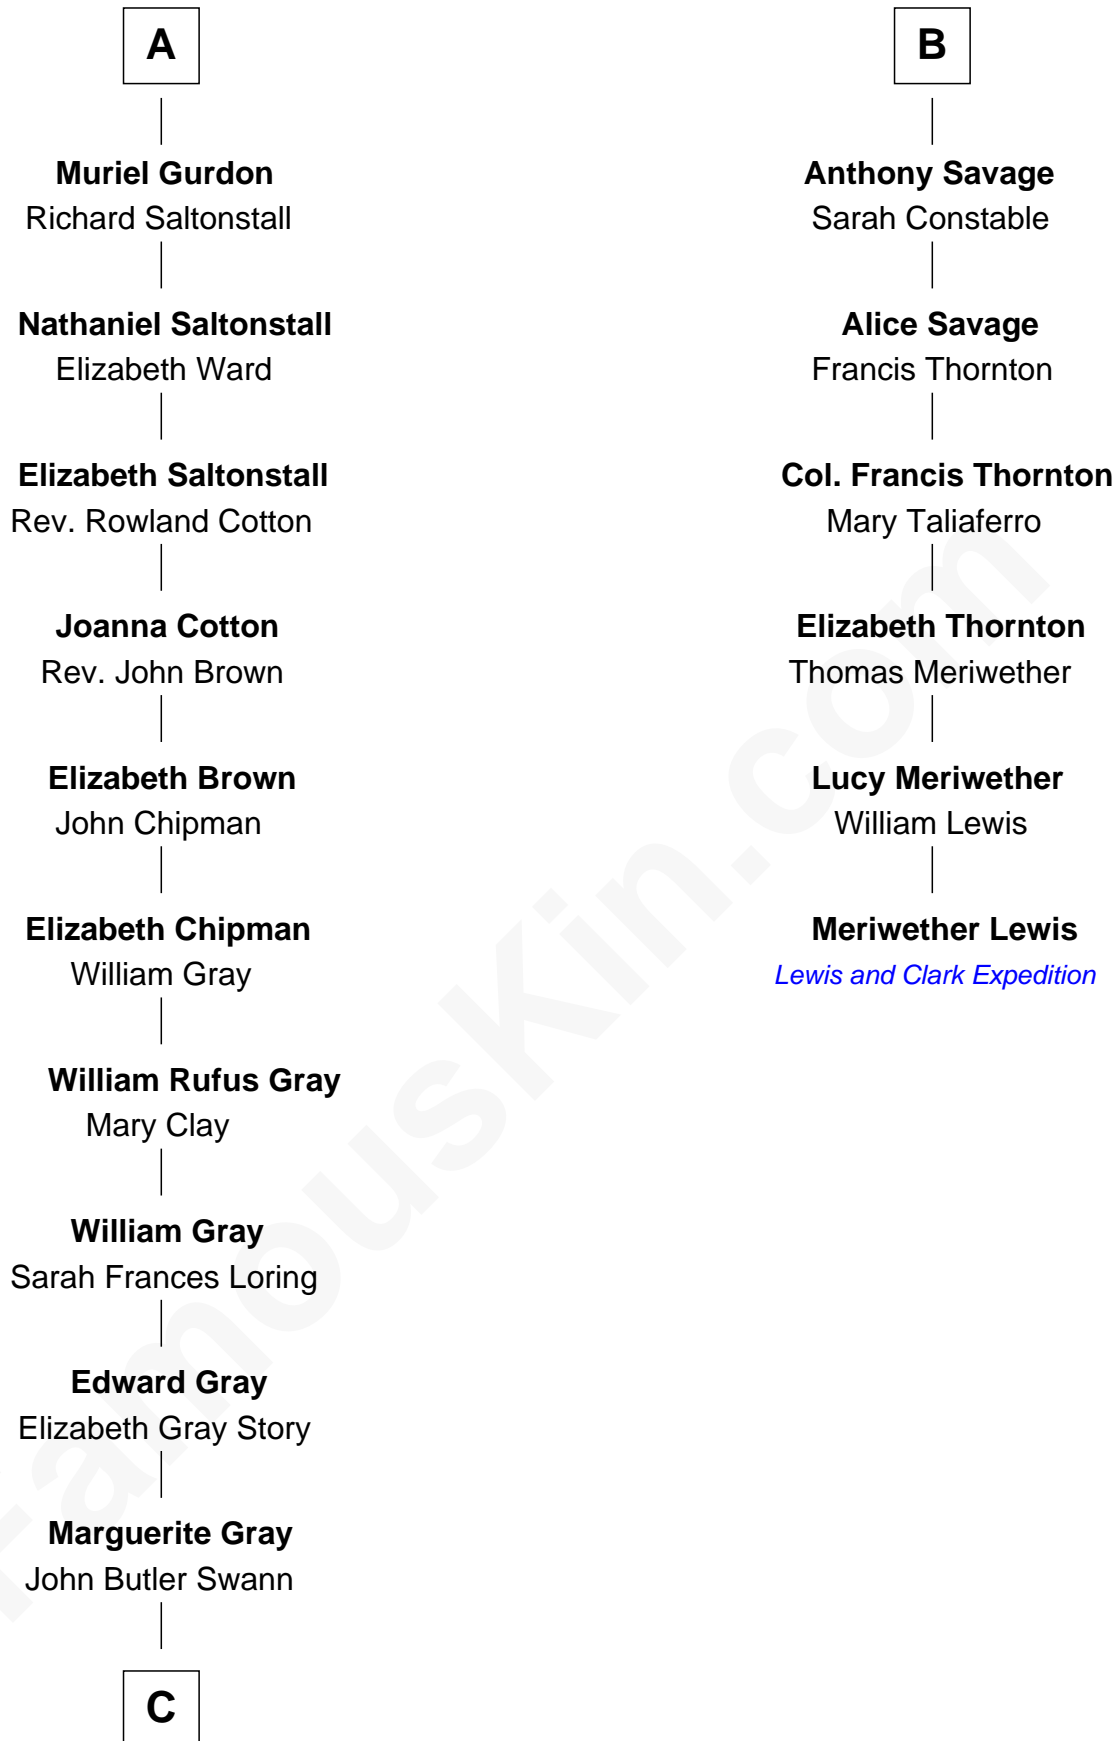 A
Muriel Gurdon
Richard Saltonstall
Nathaniel Saltonstall
Elizabeth Ward
Elizabeth Saltonstall
Rev. Rowland Cotton
Joanna Cotton
Rev. John Brown
Elizabeth Brown
John Chipman
Elizabeth Chipman
William Gray
William Rufus Gray
Mary Clay
William Gray
Sarah Frances Loring
Edward Gray
Elizabeth Gray Story
Marguerite Gray
John Butler Swann
C
B
Anthony Savage
Sarah Constable
Alice Savage
Francis Thornton
Col. Francis Thornton
Mary Taliaferro
Elizabeth Thornton
Thomas Meriwether
Lucy Meriwether
William Lewis
Meriwether Lewis
Lewis and Clark Expedition
FamousKin.com